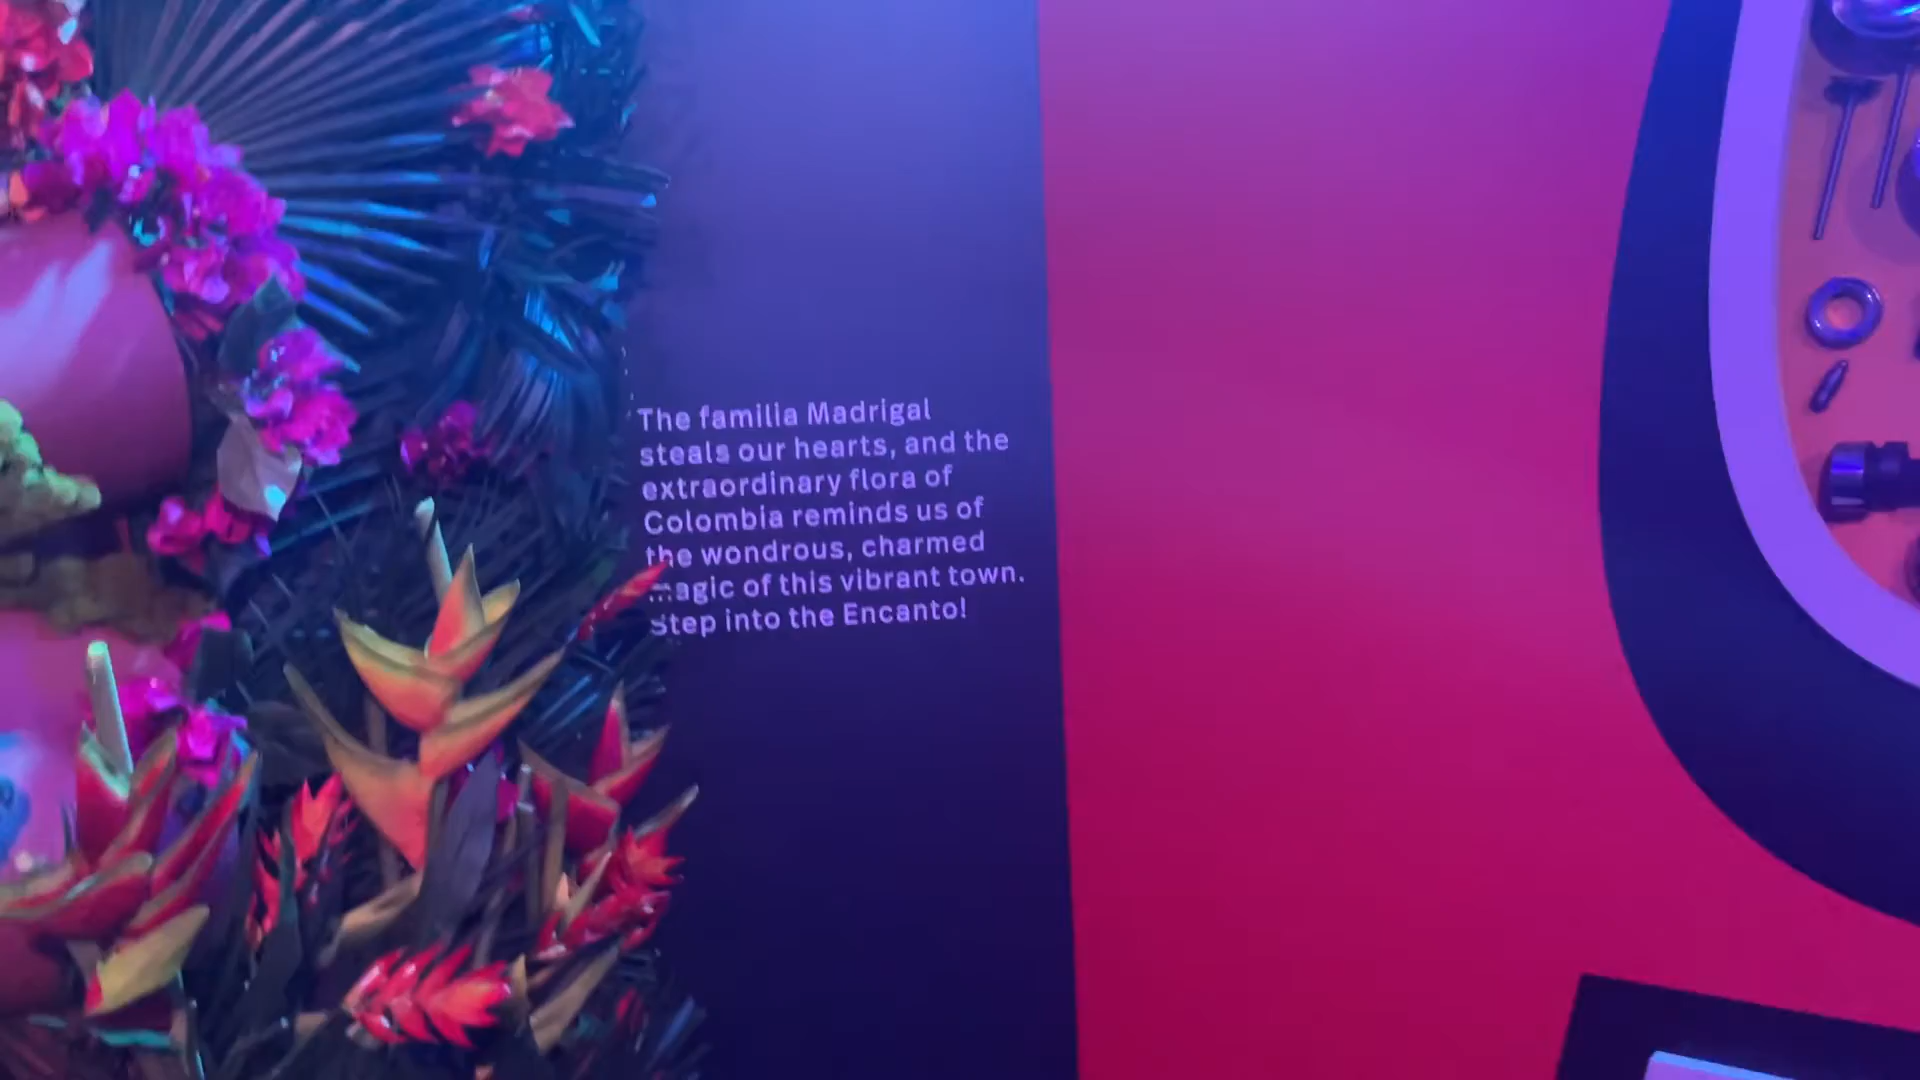 The familia Madrigal
steals our hearts, and the
extraordinary flora of
Colombia reminds us of
the wondrous, charmed
magic of this vibrant town.
Step into the Encanto!